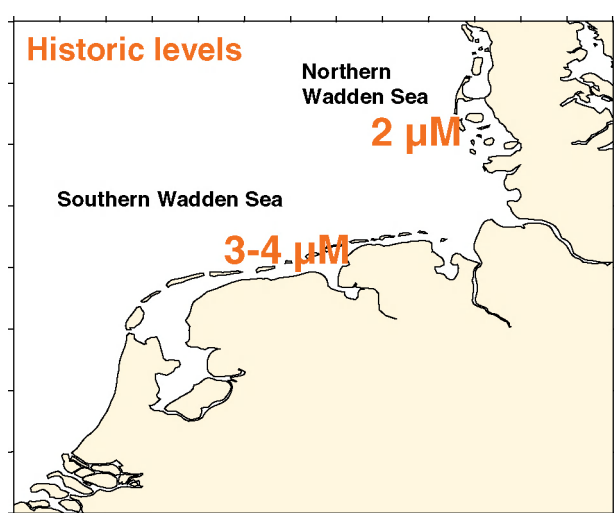 Historic levels
Northern
Wadden Sea
2 µM
Southern Wadden Sea
3-4 µM